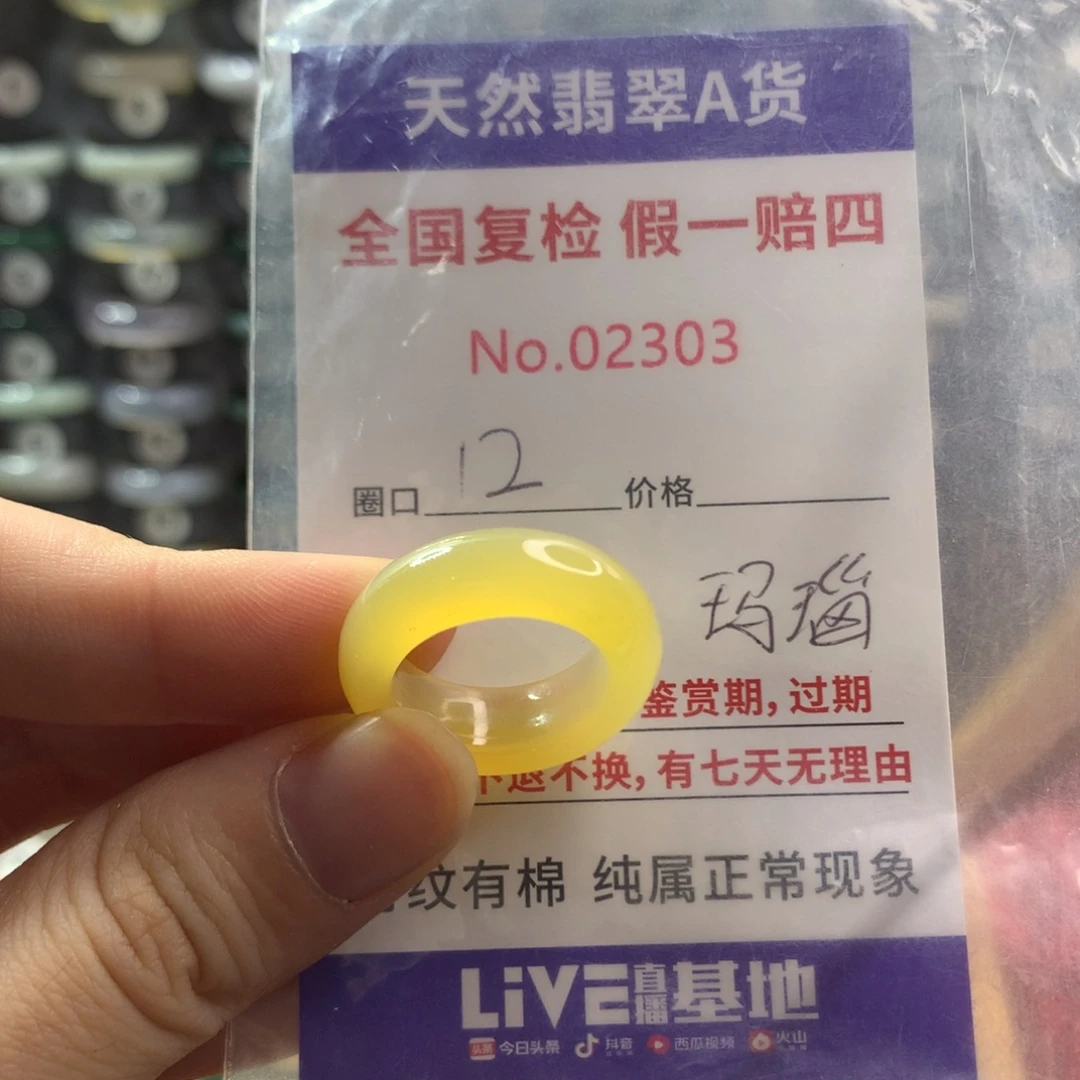 天然翡翠A货
全国复检 假一赔四
No.02303
圈口 12 价格
玛瑙
鉴赏期，过期
不退不换，有七天无理由
纹有棉 纯属正常现象
LiVE直播基地
头条 今日头条 抖音 西瓜视频 火山